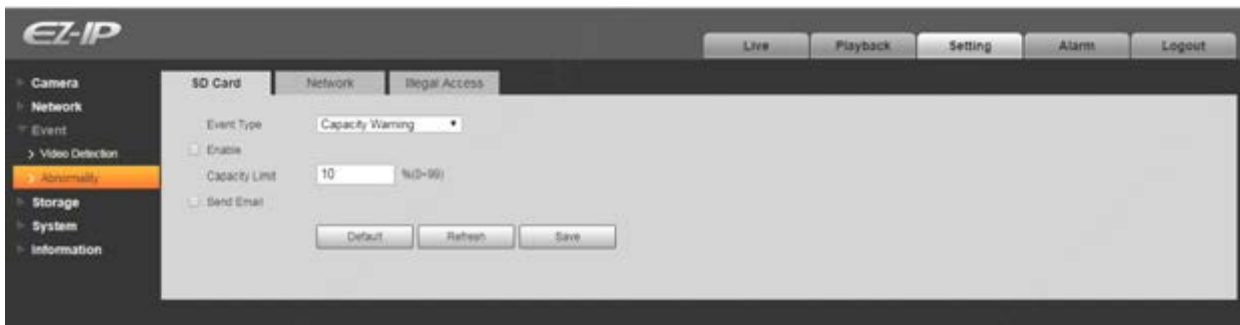 EZ-IP
Live Playback Setting Alarm Logout
Camera
Network
Event
Video Detection
Abnormality
Storage
System
Information
SD Card Network Illegal Access
Event Type Capacity Warning
Enable
Capacity Limit 10 %(0~99)
Send Email
Default Refresh Save